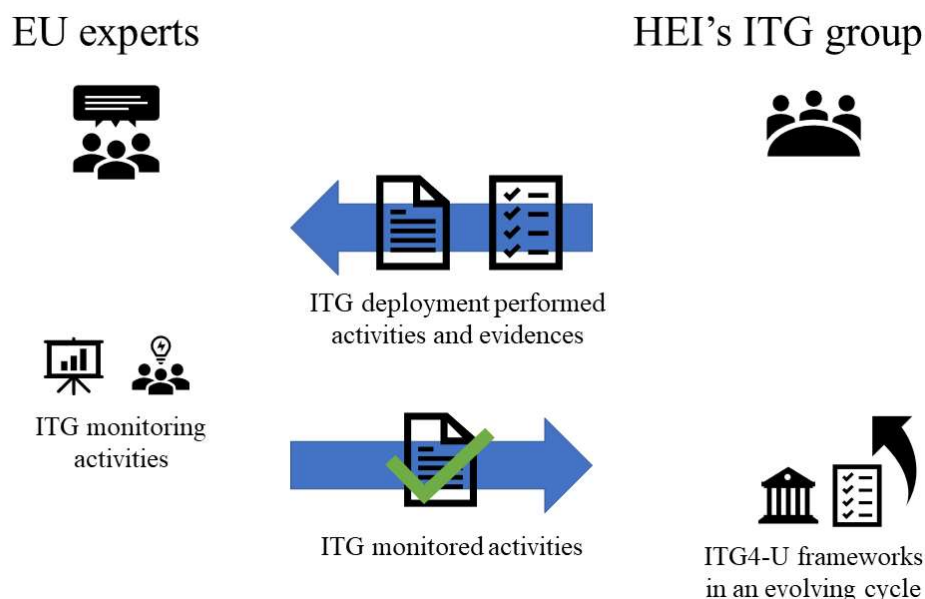 EU experts
HEI's ITG group
ITG deployment performed
activities and evidences
ITG monitoring
activities
ITG monitored activities
ITG4-U frameworks
in an evolving cycle